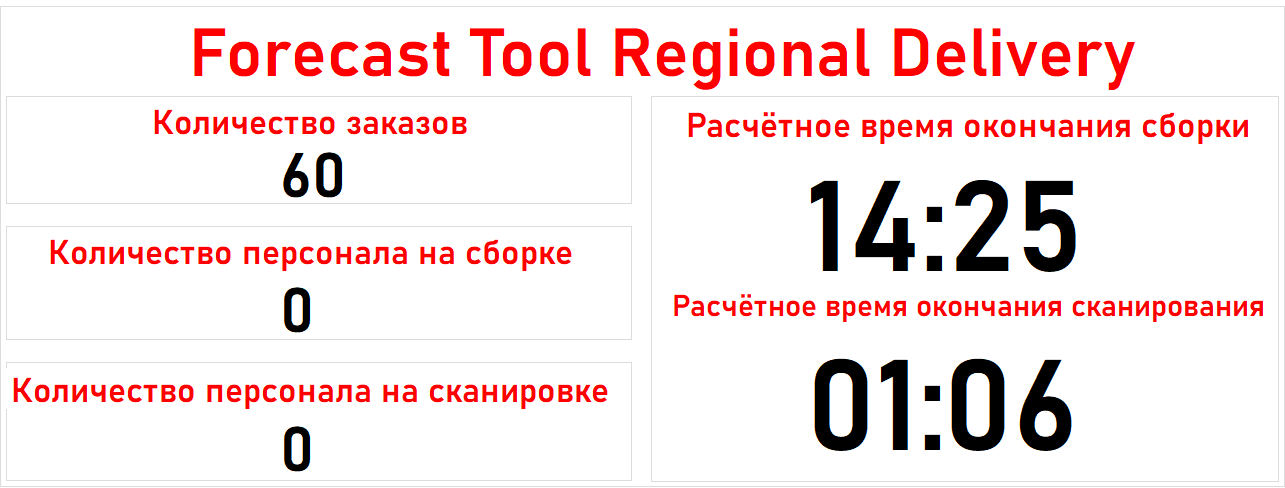 Forecast Tool Regional Delivery
Количество заказов
60
Количество персонала на сборке
0
Количество персонала на сканировке
0
Расчётное время окончания сборки
14:25
Расчётное время окончания сканирования
01:06